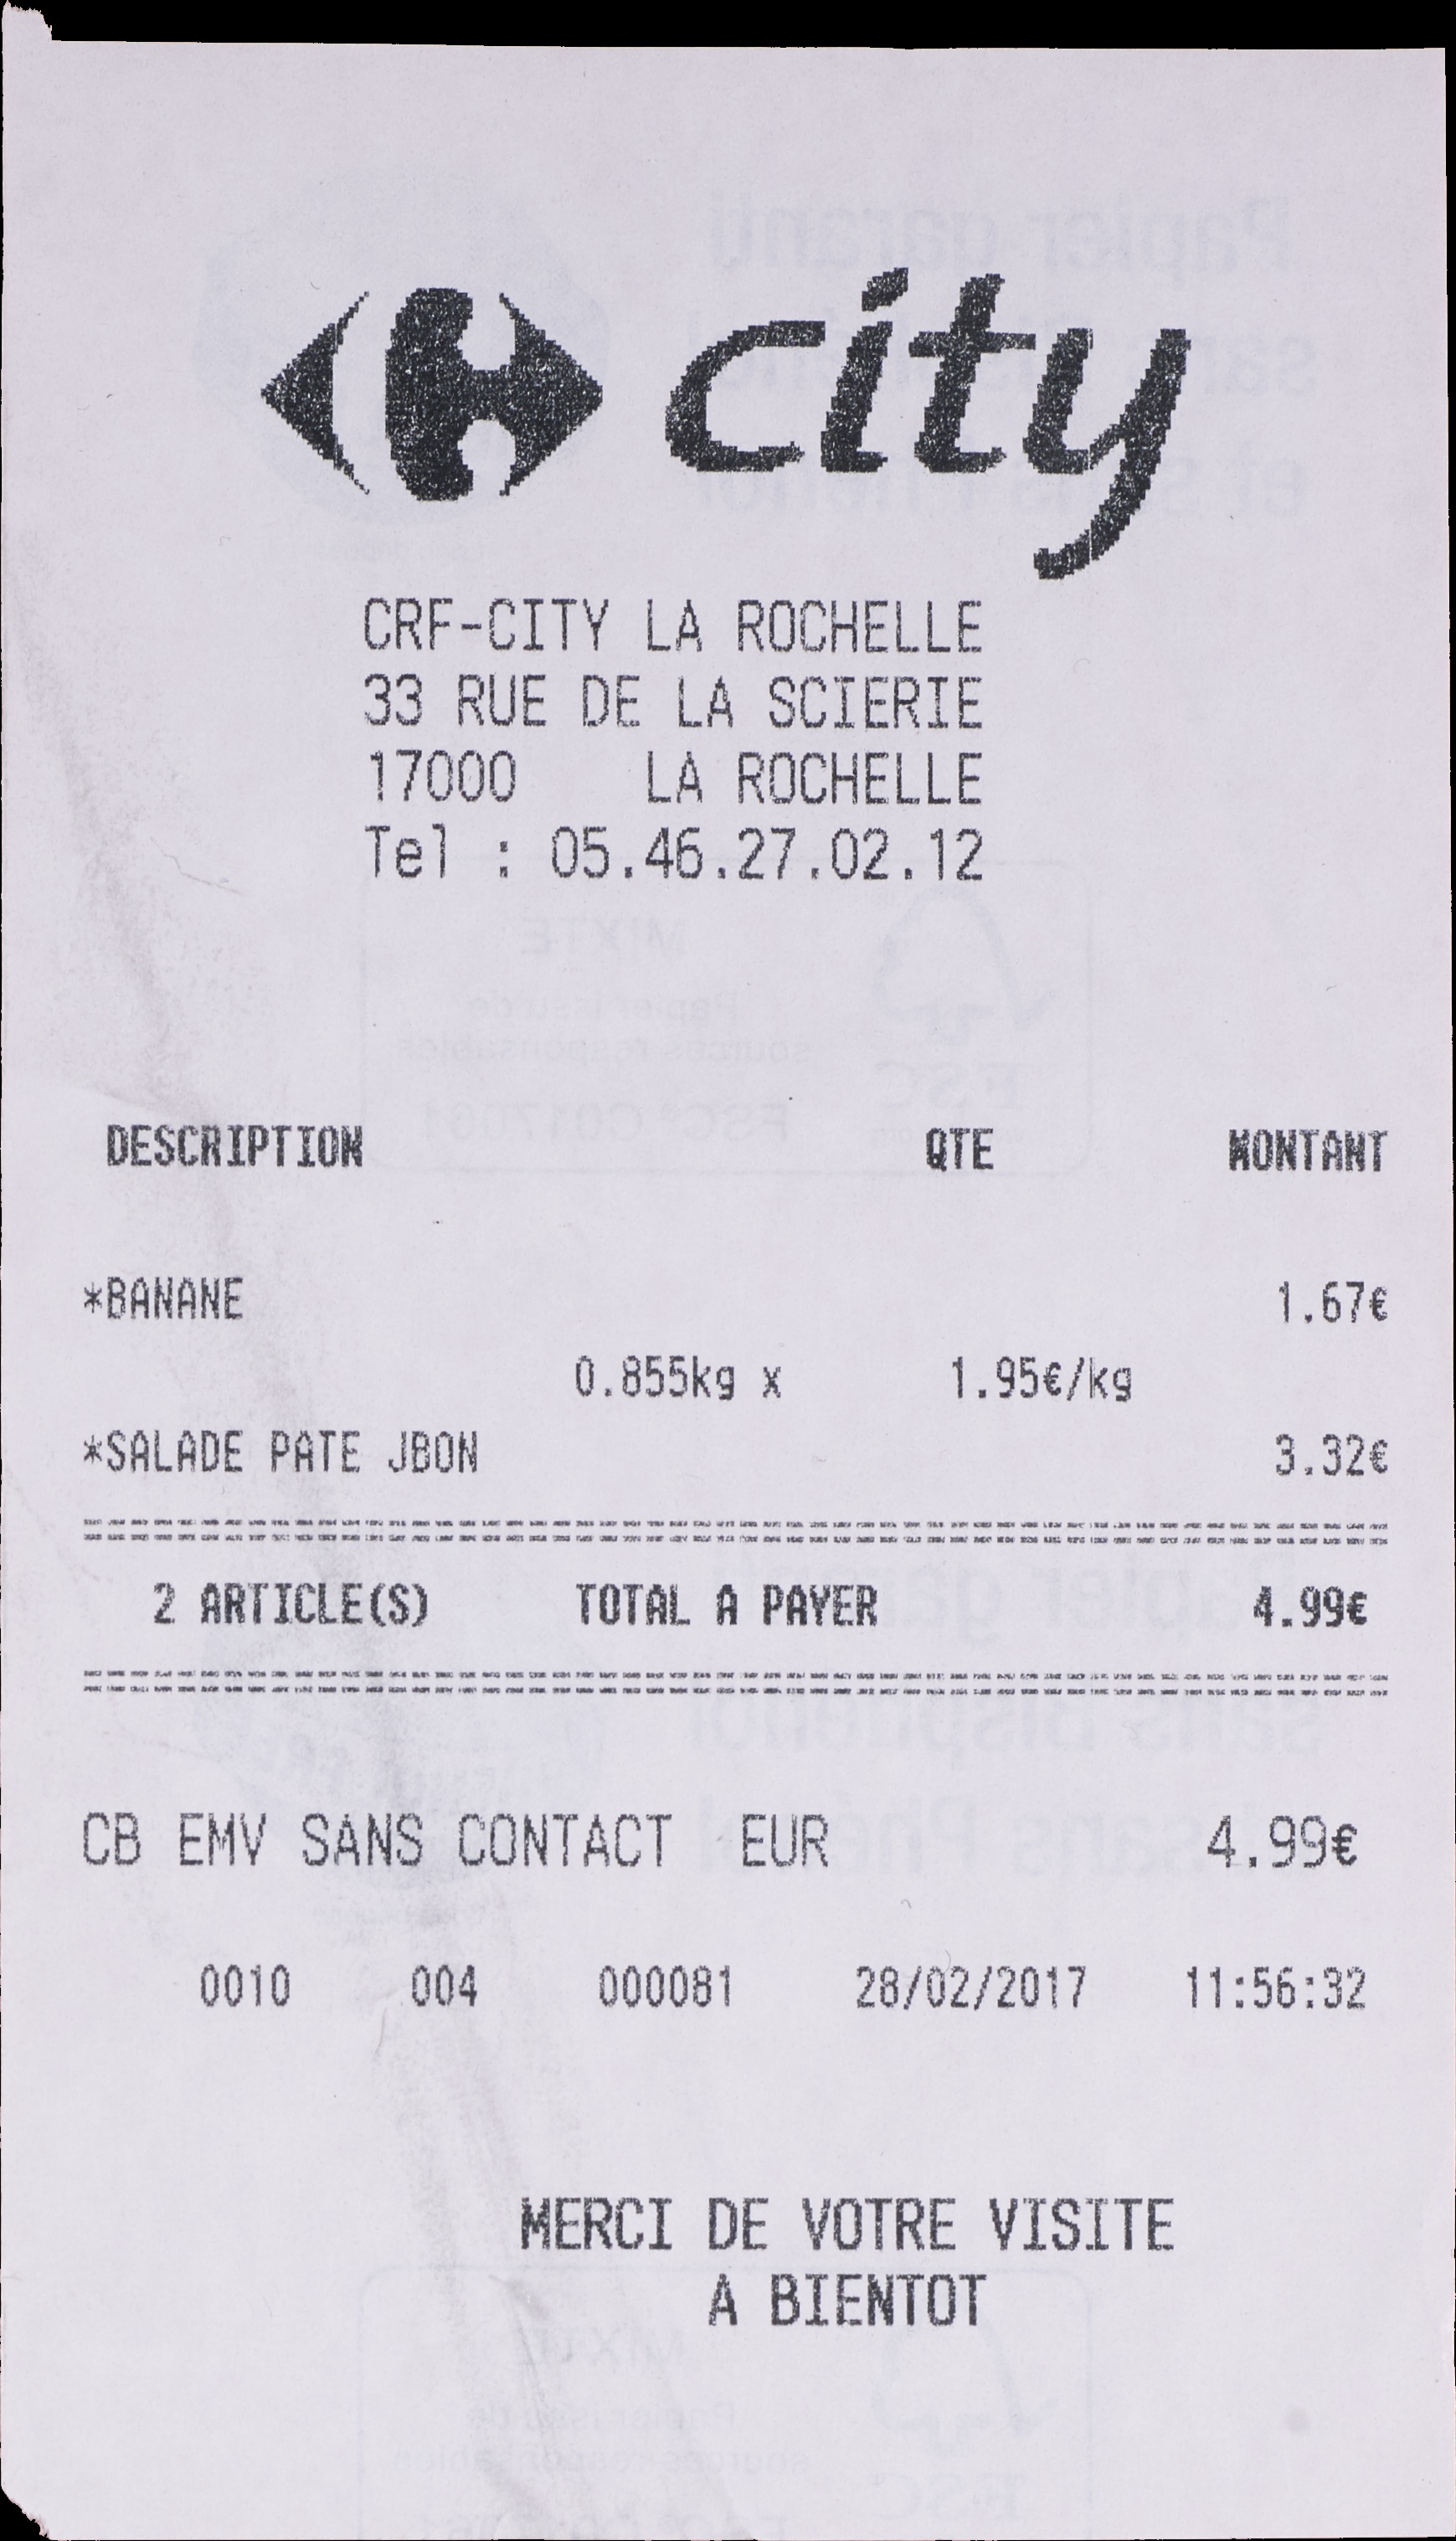 city
CRF-CITY LA ROCHELLE
33 RUE DE LA SCIERIE
17000 LA ROCHELLE
Tel : 05.46.27.02.12
DESCRIPTION QTE MONTANT
*BANANE 1.67€
0.855kg x 1.95€/kg
*SALADE PATE JBON 3.32€
2 ARTICLE(S) TOTAL A PAYER 4.99€
CB EMV SANS CONTACT EUR 4.99€
0010 004 000081 28/02/2017 11:56:32
MERCI DE VOTRE VISITE
A BIENTOT